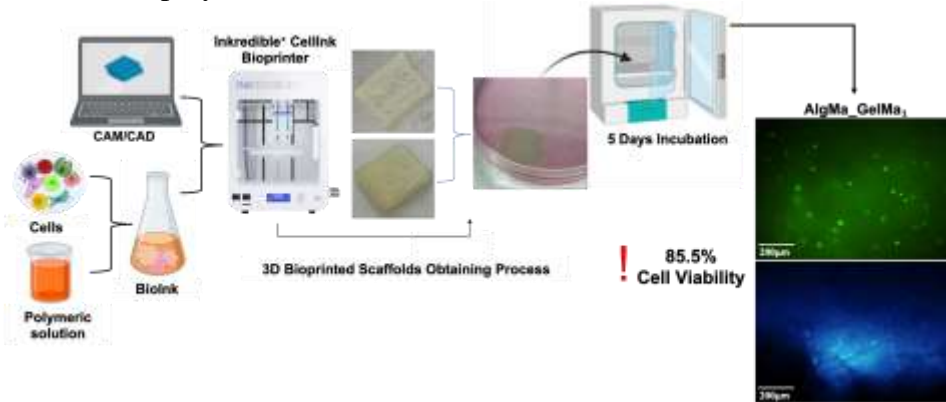 Inkredible⁺ CellInk
Bioprinter
CAM/CAD
Cells
BioInk
Polymeric
solution
3D Bioprinted Scaffolds Obtaining Process
5 Days Incubation
85.5%
Cell Viability
AlgMa_GelMa₁
200µm
200µm